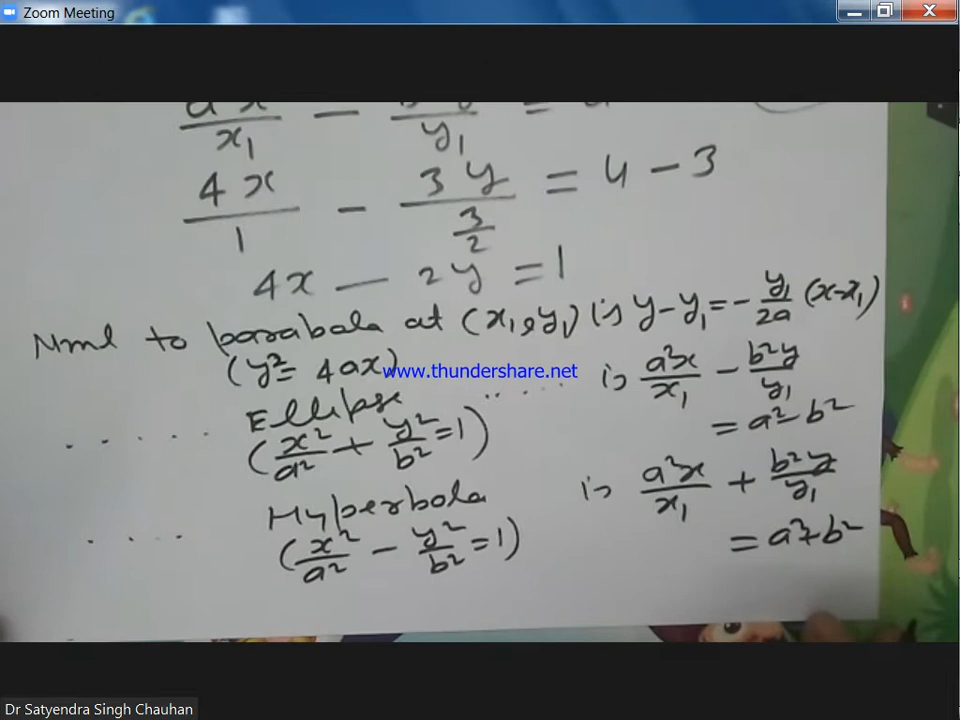 Zoom Meeting
x₁ − y₁ =
4x/1 − 3y/(3/2) = 4 − 3
4x − 2y = 1
Nml to parabola at (x₁, y₁) is y − y₁ = −y₁/2a (x − x₁)
(y² = 4ax)
www.thundershare.net
..... Ellipse ...... is a²x/x₁ − b²y/y₁
(x²/a² + y²/b² = 1) = a² − b²
.... Hyperbola is a²x/x₁ + b²y/y₁
(x²/a² − y²/b² = 1) = a² + b²
Dr Satyendra Singh Chauhan